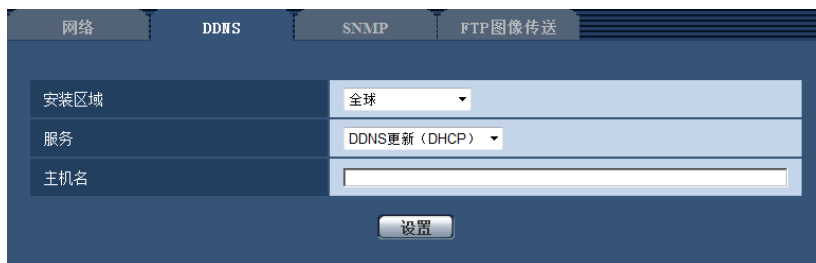 网络 DDNS SNMP FTP图像传送
安装区域 全球
服务 DDNS更新（DHCP）
主机名
设置